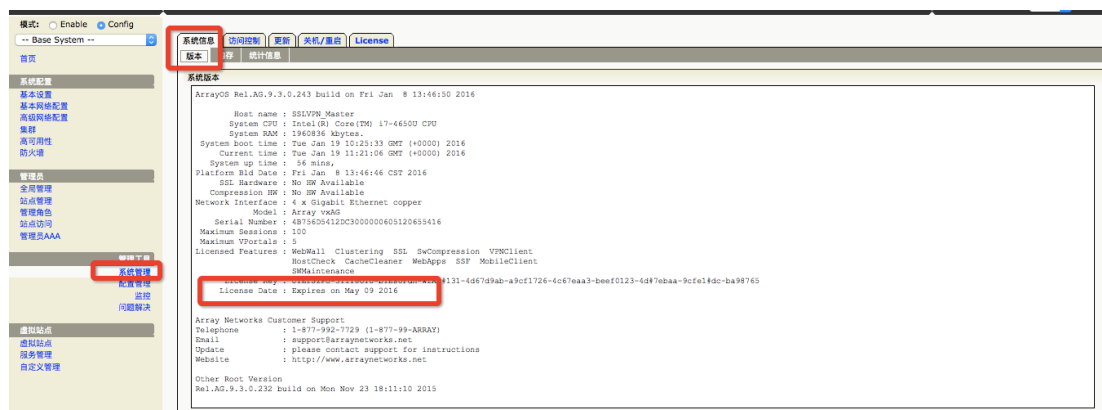 模式: Enable Config
-- Base System --
首页
系统配置
基本设置
基本网络配置
高级网络配置
集群
高可用性
防火墙
管理员
全局管理
站点管理
管理角色
站点访问
管理员AAA
管理工具
系统管理
配置管理
监控
问题解决
虚拟站点
虚拟站点
服务管理
自定义管理
系统信息 访问控制 更新 关机/重启 License
版本 统计信息
系统版本
ArrayOS Rel.AG.9.3.0.243 build on Fri Jan 8 13:46:50 2016
Host name : SSLVPN_Master
System CPU : Intel(R) Core(TM) i7-4650U CPU
System RAM : 1960836 kbytes.
System boot time : Tue Jan 19 10:25:33 GMT (+0000) 2016
Current time : Tue Jan 19 11:21:06 GMT (+0000) 2016
System up time : 56 mins,
Platform Bld Date : Fri Jan 8 13:46:46 CST 2016
SSL Hardware : No HW Available
Compression HW : No HW Available
Network Interface : 4 x Gigabit Ethernet copper
Model : Array vxAG
Serial Number : 4B756D5412DC3000000605120655416
Maximum Sessions : 100
Maximum VPortals : 5
Licensed Features : WebWall Clustering SSL SwCompression VPNClient
HostCheck CacheCleaner WebApps SSF MobileClient
SWMaintenance
License Date : Expires on May 09 2016
Array Networks Customer Support
Telephone : 1-877-992-7729 (1-877-99-ARRAY)
Email : support@arraynetworks.net
Update : please contact support for instructions
Website : http://www.arraynetworks.net
Other Root Version
Rel.AG.9.3.0.232 build on Mon Nov 23 18:11:10 2015